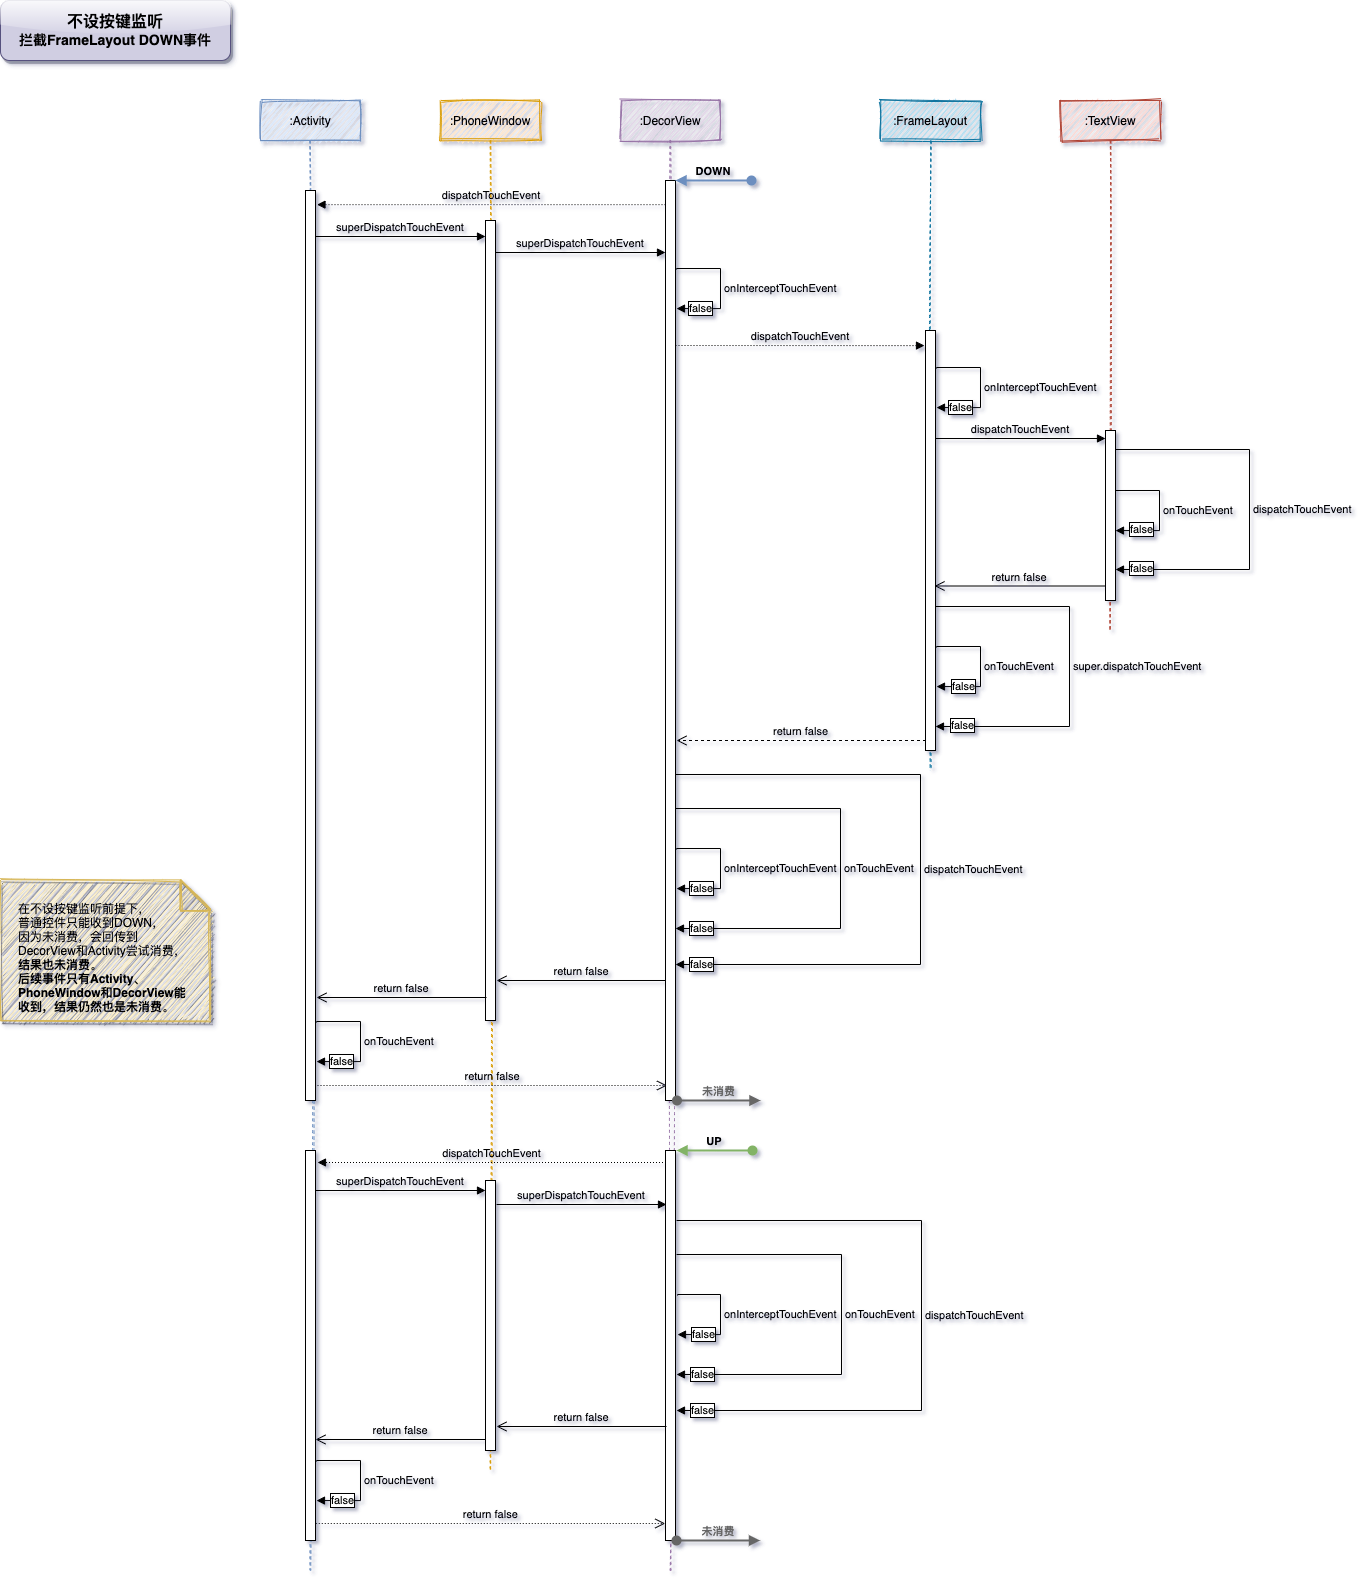 不设按键监听
拦截FrameLayout DOWN事件
:Activity
:PhoneWindow
:DecorView
:FrameLayout
:TextView
DOWN
dispatchTouchEvent
superDispatchTouchEvent
superDispatchTouchEvent
onInterceptTouchEvent
false
dispatchTouchEvent
onInterceptTouchEvent
false
dispatchTouchEvent
onTouchEvent
dispatchTouchEvent
false
false
return false
onTouchEvent
super.dispatchTouchEvent
false
false
return false
onInterceptTouchEvent
onTouchEvent
dispatchTouchEvent
false
false
false
return false
return false
在不设按键监听前提下，
普通控件只能收到DOWN，
因为未消费，会回传到
DecorView和Activity尝试消费，
结果也未消费。
后续事件只有Activity、
PhoneWindow和DecorView能
收到，结果仍然也是未消费。
onTouchEvent
false
return false
未消费
UP
dispatchTouchEvent
superDispatchTouchEvent
superDispatchTouchEvent
onInterceptTouchEvent
onTouchEvent
dispatchTouchEvent
false
false
false
return false
return false
onTouchEvent
false
return false
未消费